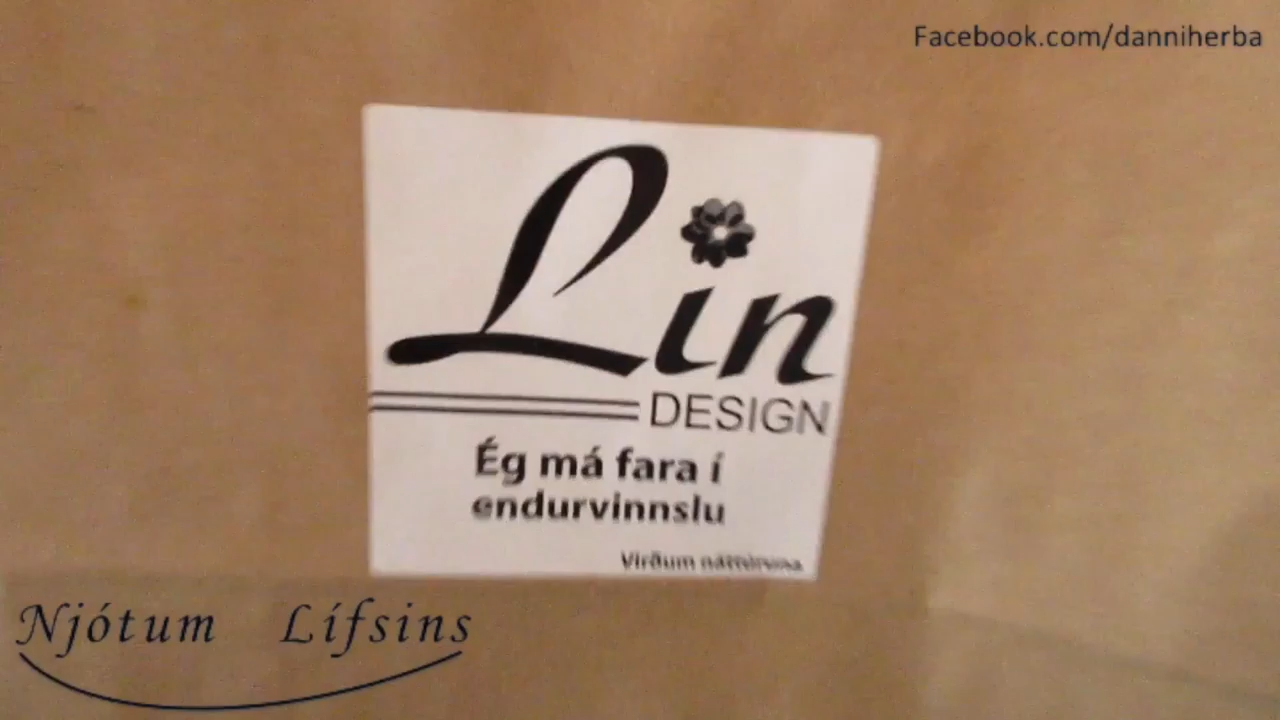 Facebook.com/danniherba
Lin
DESIGN
Ég má fara í
endurvinnslu
Virðum náttúruna
Njótum Lífsins